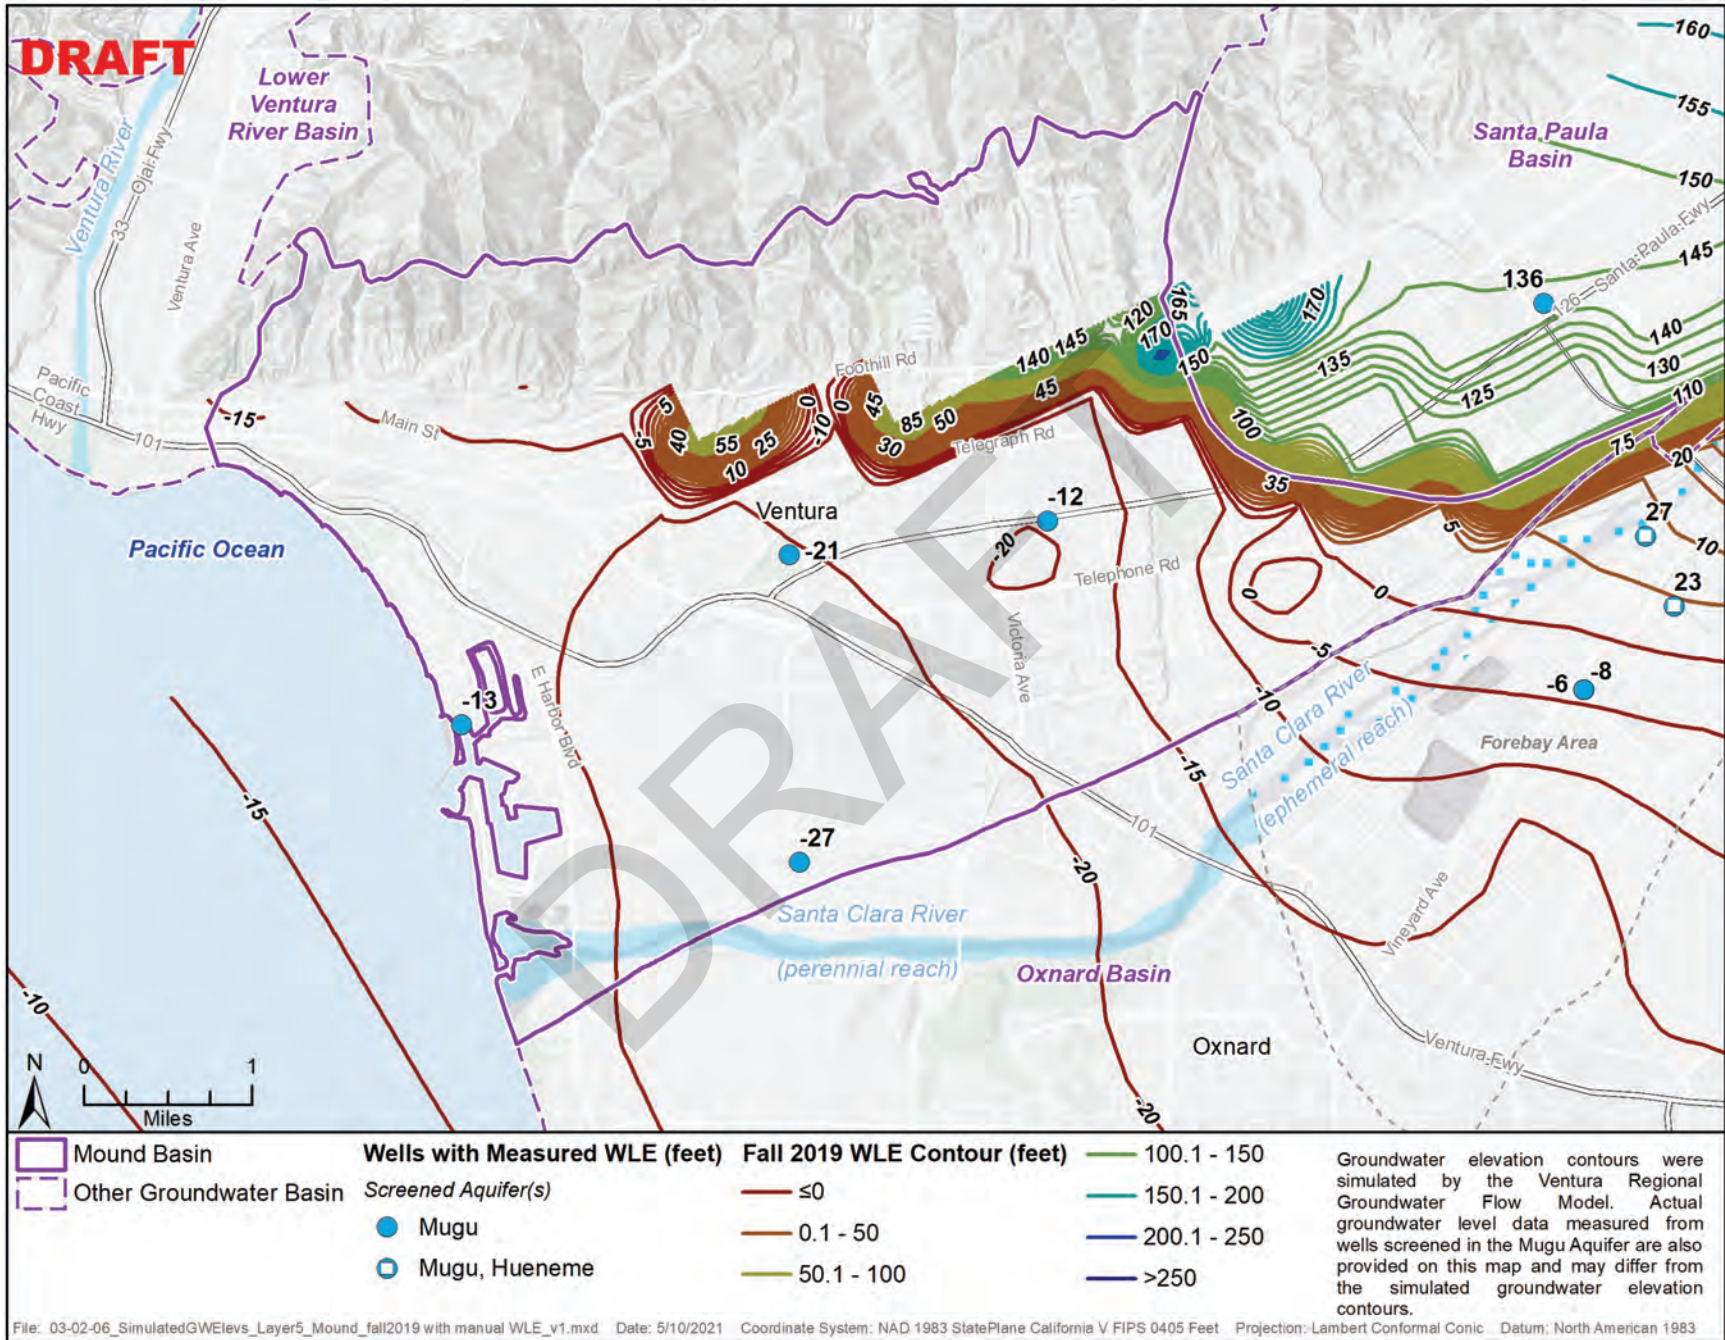 DRAFT
Lower
Ventura
River Basin
Ventura River
33
Ojai Fwy
Ventura Ave
Santa Paula
Basin
160
155
150
145
140
130
110
136
126
Santa Paula Fwy
135
125
170
165
120
170
150
145
140
45
100
75
20
35
5
10
27
23
Foothill Rd
Pacific
Coast
Hwy
101
-15
Main St
5
-5
40
55
25
10
0
-10
0
45
85
50
30
Telegraph Rd
Ventura
-12
-21
-20
Telephone Rd
0
0
-5
-6
-8
Pacific Ocean
-13
E Harbor Blvd
Victoria Ave
-10
-15
Santa Clara River
(ephemeral reach)
Forebay Area
-15
-27
-20
101
Vineyard Ave
Santa Clara River
(perennial reach)
Oxnard Basin
-10
Oxnard
Ventura Fwy
-20
DRAFT
N
0
1
Miles
Mound Basin
Other Groundwater Basin
Wells with Measured WLE (feet)
Screened Aquifer(s)
Mugu
Mugu, Hueneme
Fall 2019 WLE Contour (feet)
≤0
0.1 - 50
50.1 - 100
100.1 - 150
150.1 - 200
200.1 - 250
>250
Groundwater elevation contours were
simulated by the Ventura Regional
Groundwater Flow Model. Actual
groundwater level data measured from
wells screened in the Mugu Aquifer are also
provided on this map and may differ from
the simulated groundwater elevation
contours.
File: 03-02-06_SimulatedGWElevs_Layer5_Mound_fall2019 with manual WLE_v1.mxd Date: 5/10/2021 Coordinate System: NAD 1983 StatePlane California V FIPS 0405 Feet Projection: Lambert Conformal Conic Datum: North American 1983